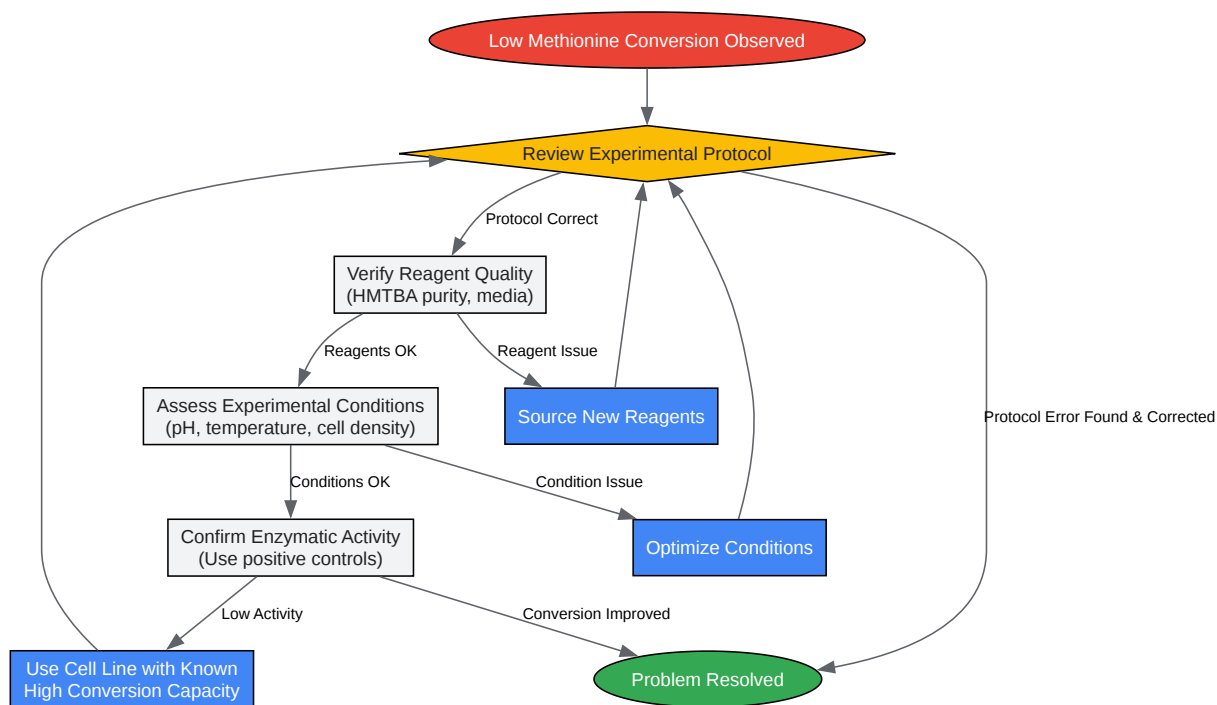 Low Methionine Conversion Observed
Review Experimental Protocol
Protocol Correct
Verify Reagent Quality
(HMTBA purity, media)
Reagents OK
Reagent Issue
Assess Experimental Conditions
(pH, temperature, cell density)
Source New Reagents
Protocol Error Found & Corrected
Conditions OK
Condition Issue
Confirm Enzymatic Activity
(Use positive controls)
Optimize Conditions
Low Activity
Conversion Improved
Use Cell Line with Known
High Conversion Capacity
Problem Resolved